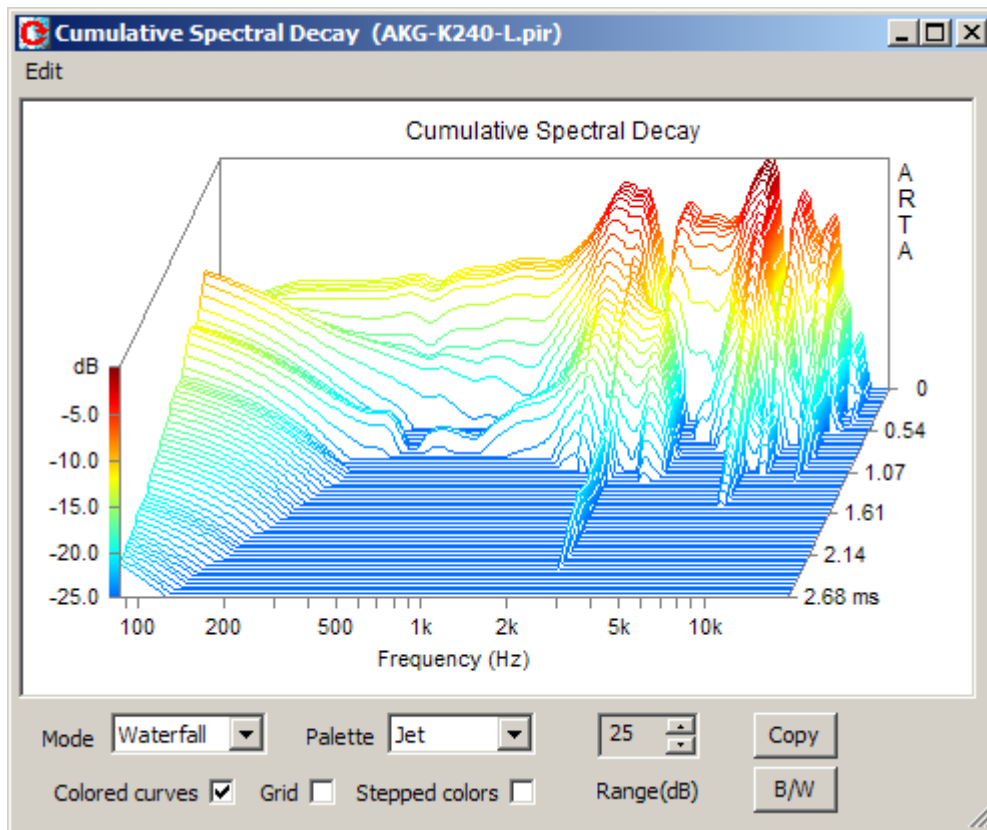 Cumulative Spectral Decay (AKG-K240-L.pir)
Edit
Cumulative Spectral Decay
A
R
T
A
dB
-5.0
-10.0
-15.0
-20.0
-25.0
0
0.54
1.07
1.61
2.14
2.68 ms
100 200 500 1k 2k 5k 10k
Frequency (Hz)
Mode Waterfall Palette Jet 25 Copy
Colored curves Grid Stepped colors Range(dB) B/W